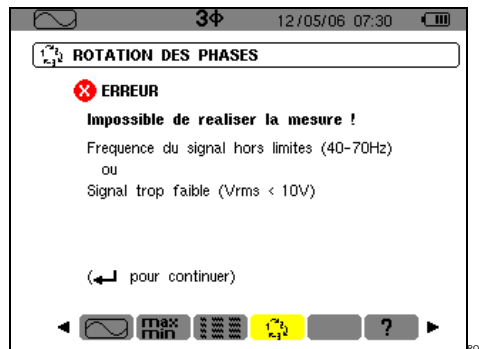 3Φ 12/05/06 07:30
ROTATION DES PHASES
ERREUR
Impossible de realiser la mesure !
Frequence du signal hors limites (40-70Hz)
ou
Signal trop faible (Vrms < 10V)
(↵ pour continuer)
max
min
?